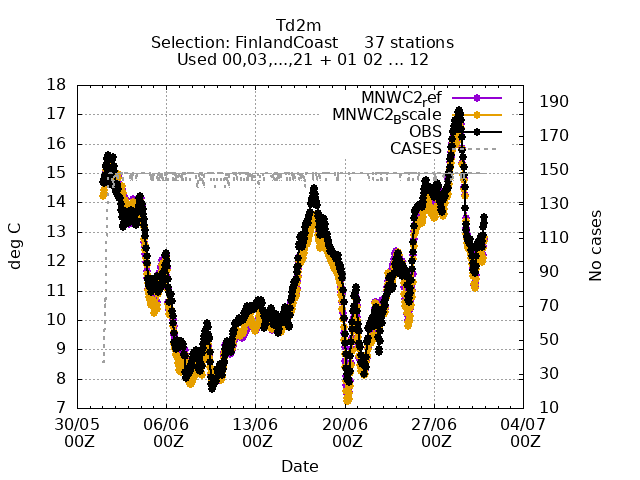 Td2m
Selection: FinlandCoast     37 stations
Used 00,03,...,21 + 01 02 ... 12
MNWC2_ref
MNWC2_Bscale
OBS
CASES
18
17
16
15
14
13
12
11
10
9
8
7
deg C
190
170
150
130
110
90
70
50
30
10
No cases
30/05 06/06 13/06 20/06 27/06 04/07
00Z 00Z 00Z 00Z 00Z 00Z
Date